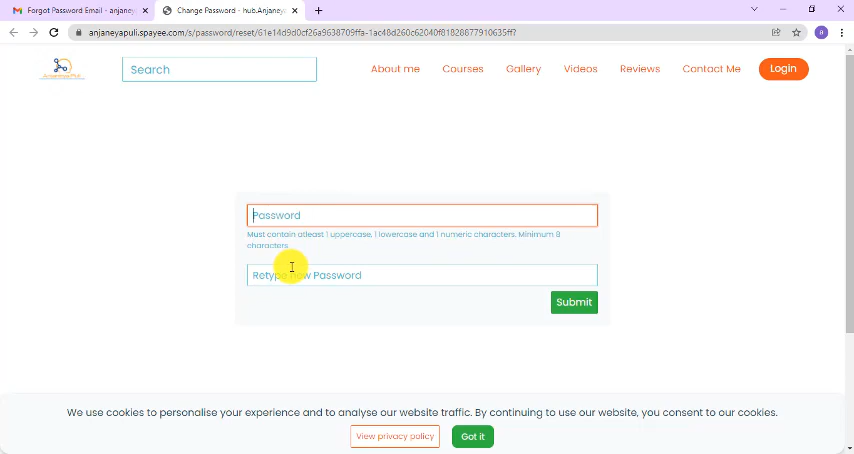 Forgot Password Email - anjaney
Change Password - hub.Anjaney
anjaneyapuli.spayee.com/s/password/reset/61e14d9d0cf26a9638709ffa-1ac48d260c62040f81828877910635ff?
Search
About me
Courses
Gallery
Videos
Reviews
Contact Me
Login
Password
Must contain atleast 1 uppercase, 1 lowercase and 1 numeric characters. Minimum 8
characters
Retype new Password
Submit
We use cookies to personalise your experience and to analyse our website traffic. By continuing to use our website, you consent to our cookies.
View privacy policy
Got it